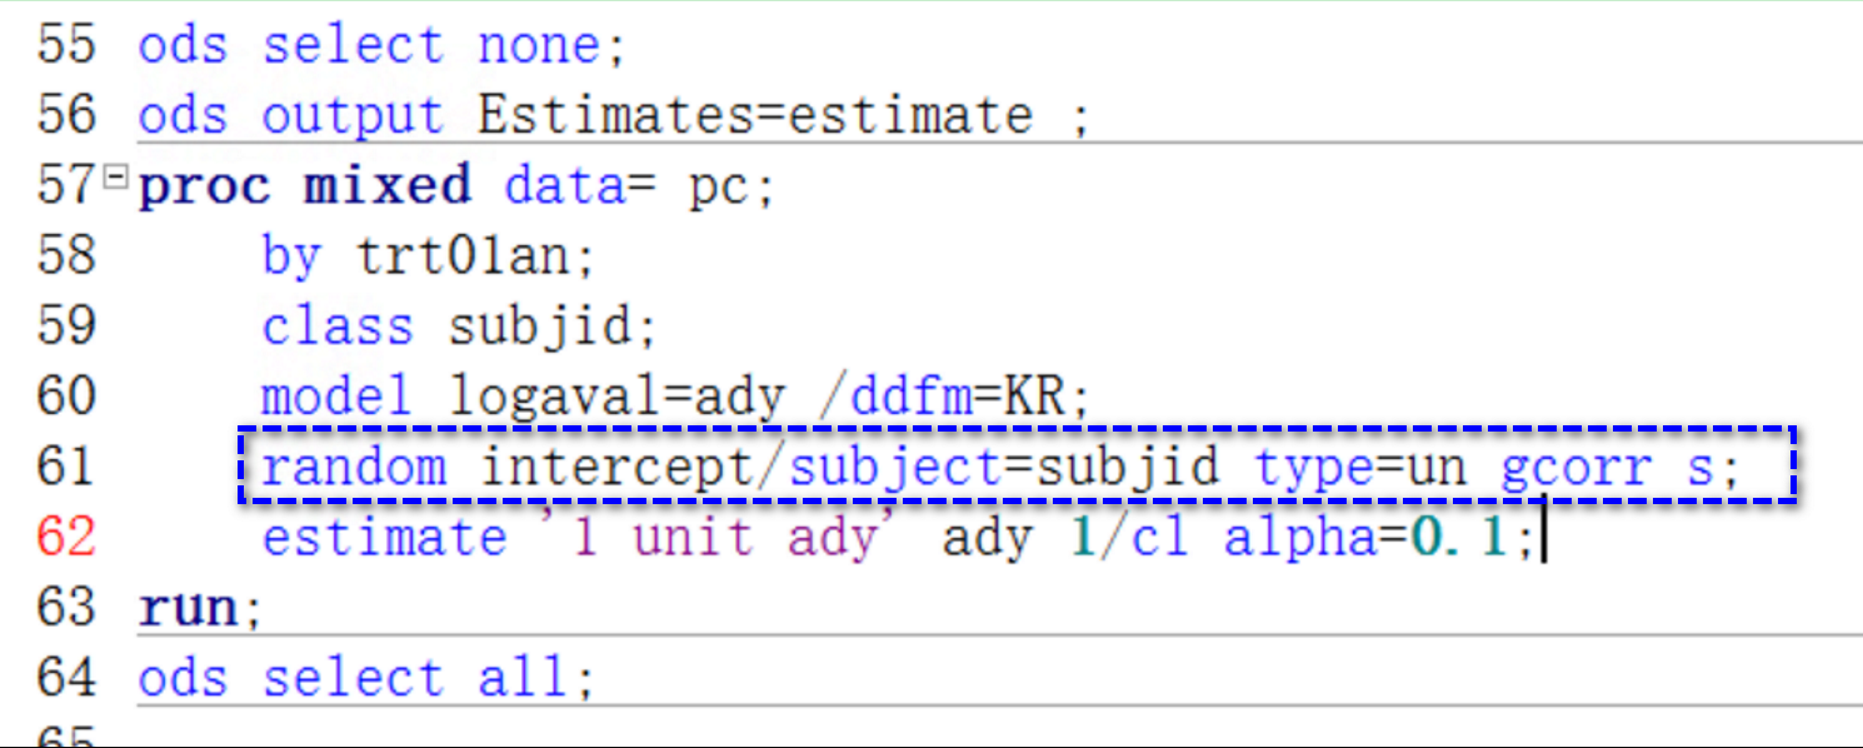 55 ods select none;
56 ods output Estimates=estimate ;
57 proc mixed data= pc;
58 by trt01an;
59 class subjid;
60 model logaval=ady /ddfm=KR;
61 random intercept/subject=subjid type=un gcorr s;
62 estimate '1 unit ady' ady 1/cl alpha=0.1;
63 run;
64 ods select all;
65